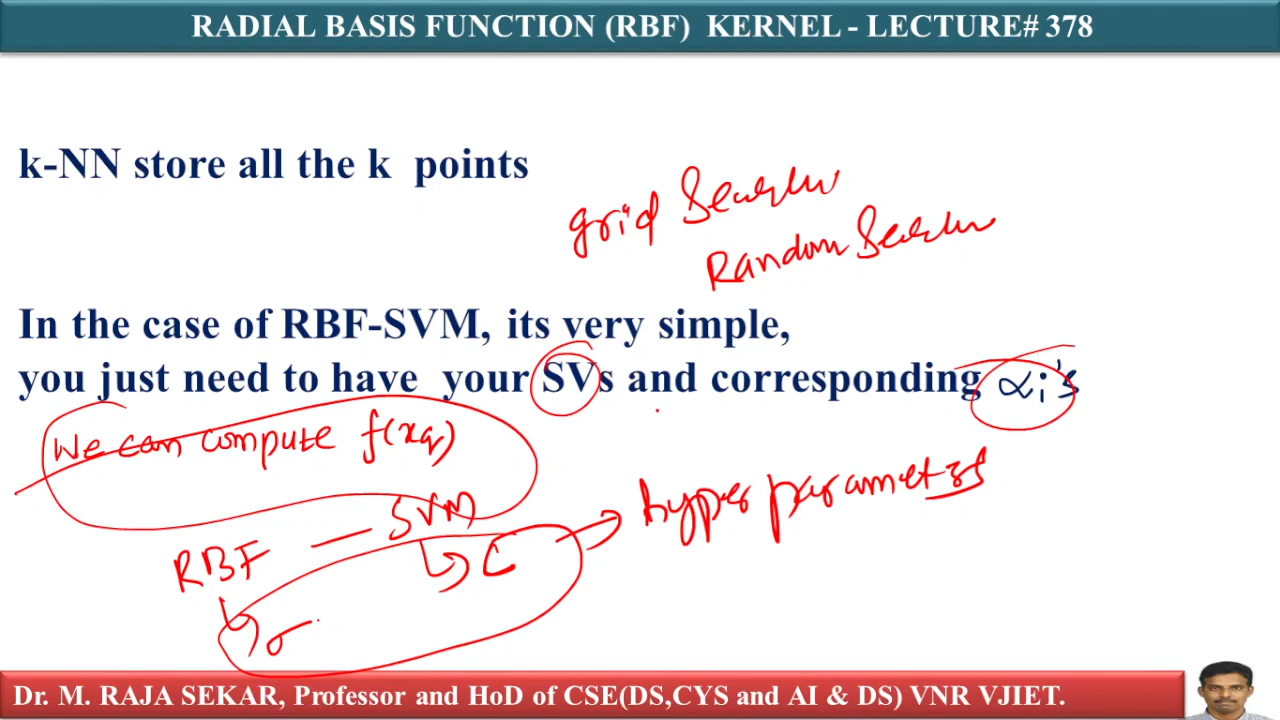 RADIAL BASIS FUNCTION (RBF) KERNEL - LECTURE# 378
k-NN store all the k points
grid Search
Random Search
In the case of RBF-SVM, its very simple,
you just need to have your SVs and corresponding αi's
We can compute f(xq)
hyper parameters
RBF — SVM
C
σ
Dr. M. RAJA SEKAR, Professor and HoD of CSE(DS,CYS and AI & DS) VNR VJIET.